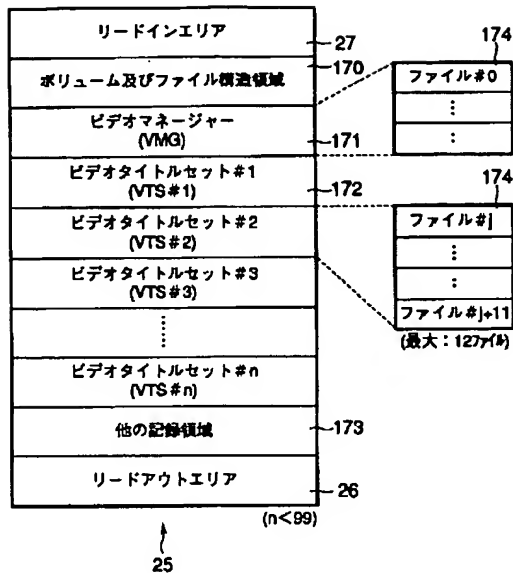 リードインエリア
27
ボリューム及びファイル構造領域
170
ビデオマネージャー
(VMG)
171
ビデオタイトルセット#1
(VTS#1)
172
ビデオタイトルセット#2
(VTS#2)
ビデオタイトルセット#3
(VTS#3)
⋮
ビデオタイトルセット#n
(VTS#n)
他の記録領域
173
リードアウトエリア
26
(n<99)
25
174
ファイル#0
⋮
⋮
174
ファイル#j
⋮
⋮
ファイル#j+11
(最大:127ファイル)